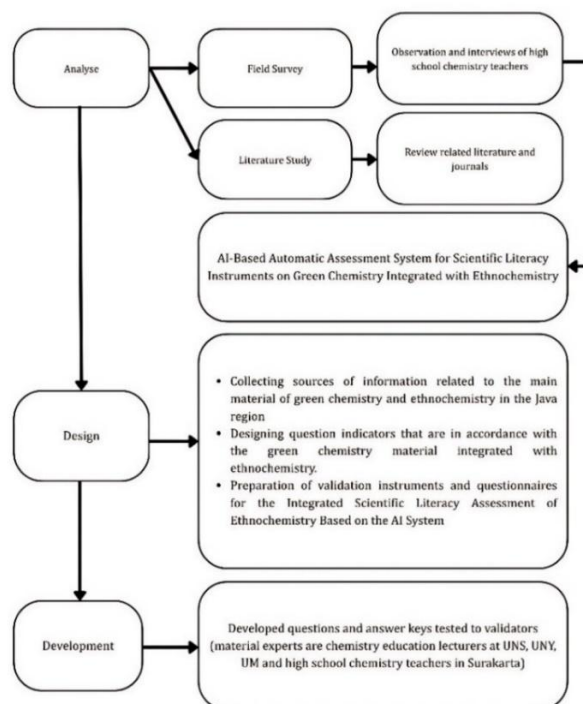 Analyse
Field Survey
Observation and interviews of high
school chemistry teachers
Literature Study
Review related literature and
journals
AI-Based Automatic Assessment System for Scientific Literacy
Instruments on Green Chemistry Integrated with Ethnochemistry
Design
• Collecting sources of information related to the main
material of green chemistry and ethnochemistry in the Java
region
• Designing question indicators that are in accordance with
the green chemistry material integrated with
ethnochemistry.
• Preparation of validation instruments and questionnaires
for the Integrated Scientific Literacy Assessment of
Ethnochemistry Based on the AI System
Development
Developed questions and answer keys tested to validators
(material experts are chemistry education lecturers at UNS, UNY,
UM and high school chemistry teachers in Surakarta)